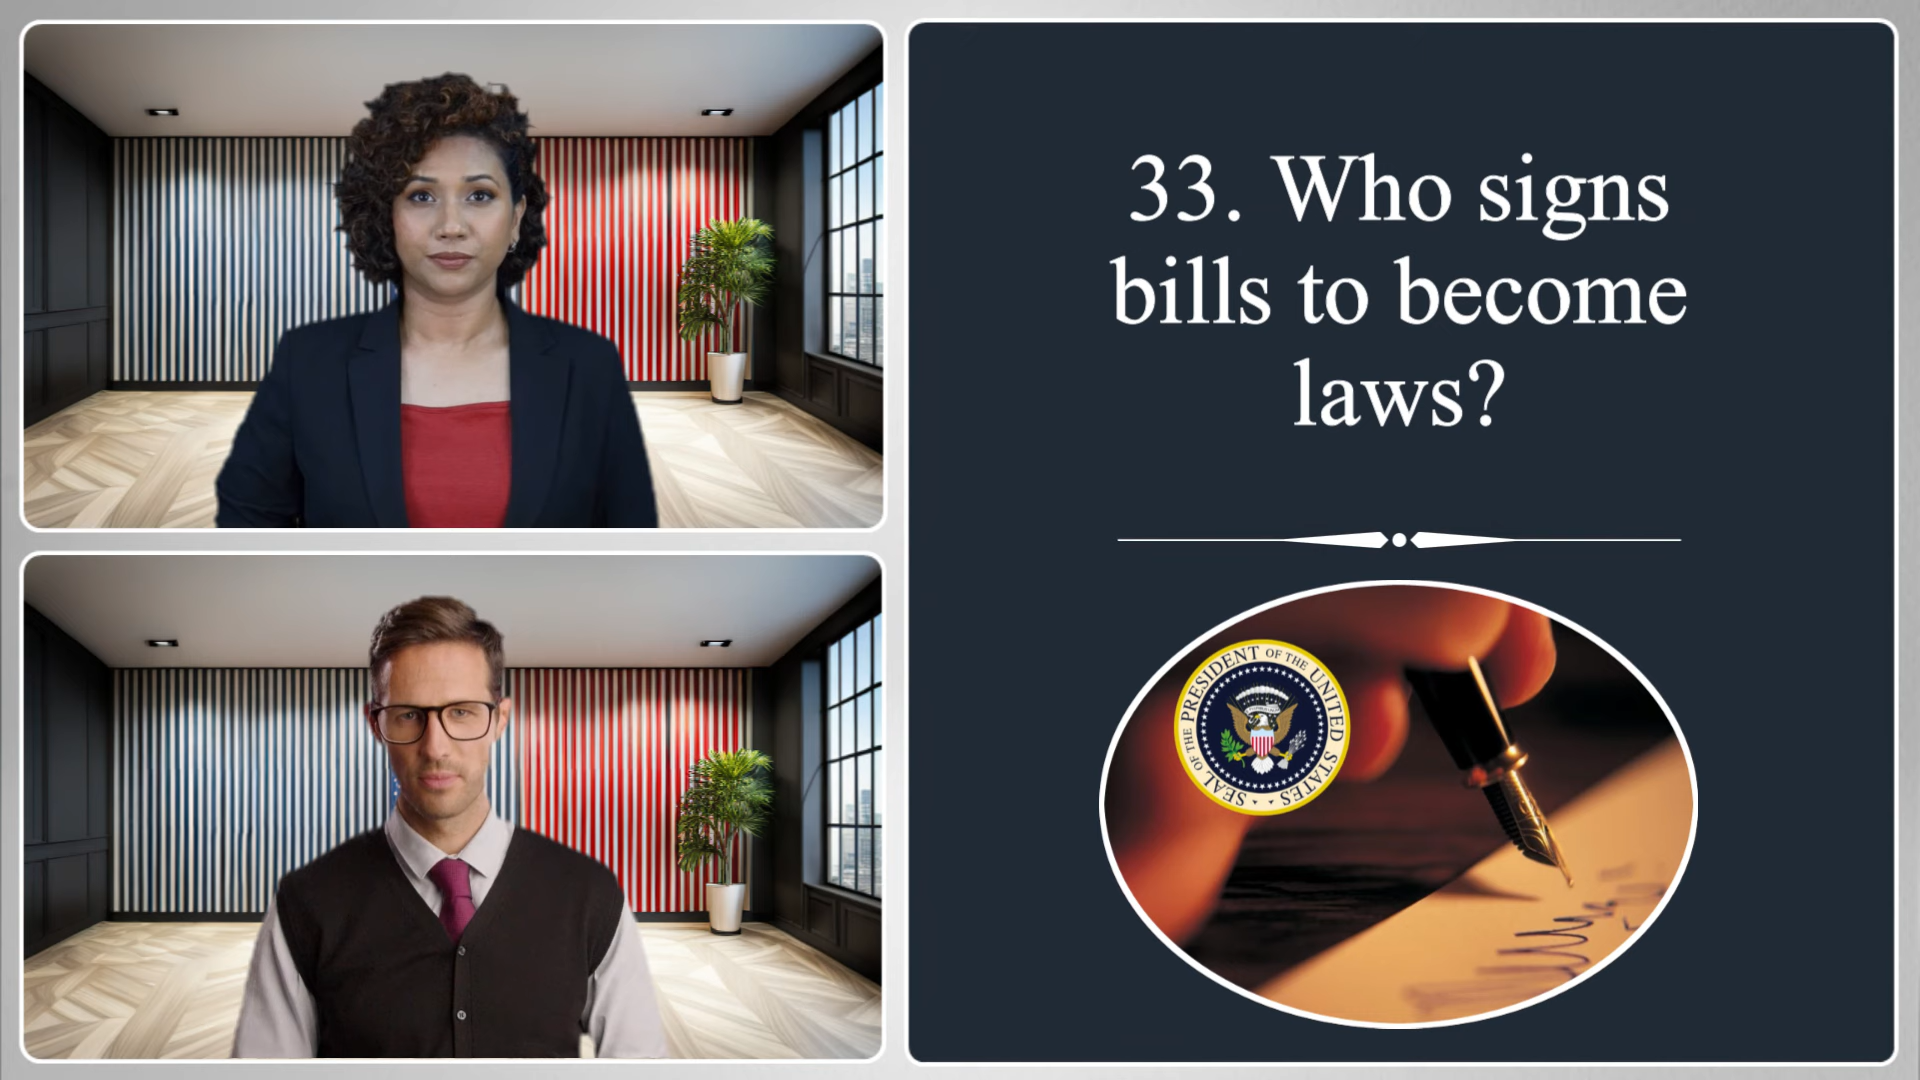 33. Who signs
bills to become
laws?
SEAL OF THE PRESIDENT OF THE UNITED STATES